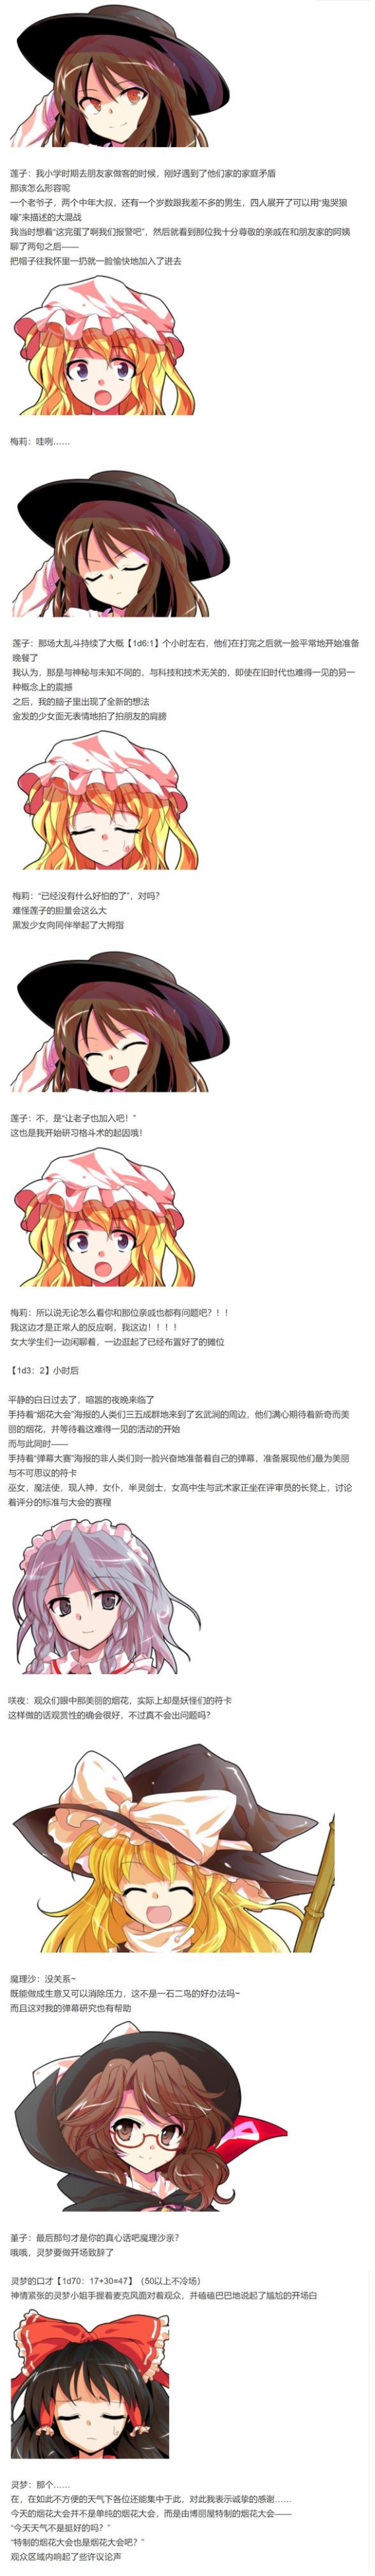 莲子：我小学时期去朋友家做客的时候，刚好遇到了他们家的家庭矛盾
那该怎么形容呢
一个老爷子，两个中年大叔，还有一个岁数跟我差不多的男生，四人展开了可以用“鬼哭狼
嚎”来描述的大混战
我当时想着“这完蛋了啊我们报警吧”，然后就看到那位我十分尊敬的亲戚在和朋友家的阿姨
聊了两句之后——
把帽子往我怀里一扔就一脸愉快地加入了进去
梅莉：哇咧……
莲子：那场大乱斗持续了大概【1d6:1】个小时左右，他们在打完之后就一脸平常地开始准备
晚餐了
我认为，那是与神秘与未知不同的，与科技和技术无关的，即使在旧时代也难得一见的另一
种概念上的震撼
之后，我的脑子里出现了全新的想法
金发的少女面无表情地拍了拍朋友的肩膀
梅莉：“已经没有什么好怕的了”，对吗？
难怪莲子的胆量会这么大
黑发少女向同伴举起了大拇指
莲子：不，是“让老子也加入吧！”
这也是我开始研习格斗术的起因哦！
梅莉：所以说无论怎么看你和那位亲戚也都有问题吧？！！
我这边才是正常人的反应啊，我这边！！！！
女大学生们一边闲聊着，一边逛起了已经布置好了的摊位
【1d3：2】小时后
平静的白日过去了，喧嚣的夜晚来临了
手持着“烟花大会”海报的人类们三五成群地来到了玄武涧的周边，他们满心期待着新奇而美
丽的烟花，并等待着这难得一见的活动的开始
而与此同时——
手持着“弹幕大赛”海报的非人类们则一脸兴奋地准备着自己的弹幕，准备展现他们最为美丽
与不可思议的符卡
巫女，魔法使，现人神，女仆，半灵剑士，女高中生与武术家正坐在评审员的长凳上，讨论
着评分的标准与大会的赛程
咲夜：观众们眼中那美丽的烟花，实际上却是妖怪们的符卡
这样做的话观赏性的确会很好，不过真不会出问题吗？
魔理沙：没关系~
既能做成生意又可以消除压力，这不是一石二鸟的好办法吗~
而且这对我的弹幕研究也有帮助
堇子：最后那句才是你的真心话吧魔理沙亲？
哦哦，灵梦要做开场致辞了
灵梦的口才【1d70：17+30=47】（50以上不冷场）
神情紧张的灵梦小姐手握着麦克风面对着观众，并磕磕巴巴地说起了尴尬的开场白
灵梦：那个……
在，在如此不方便的天气下各位还能集中于此，对此我表示诚挚的感谢……
今天的烟花大会并不是单纯的烟花大会，而是由博丽屋特制的烟花大会——
“今天天气不是挺好的吗？”
“特制的烟花大会也是烟花大会吧？”
观众区域内响起了些许议论声